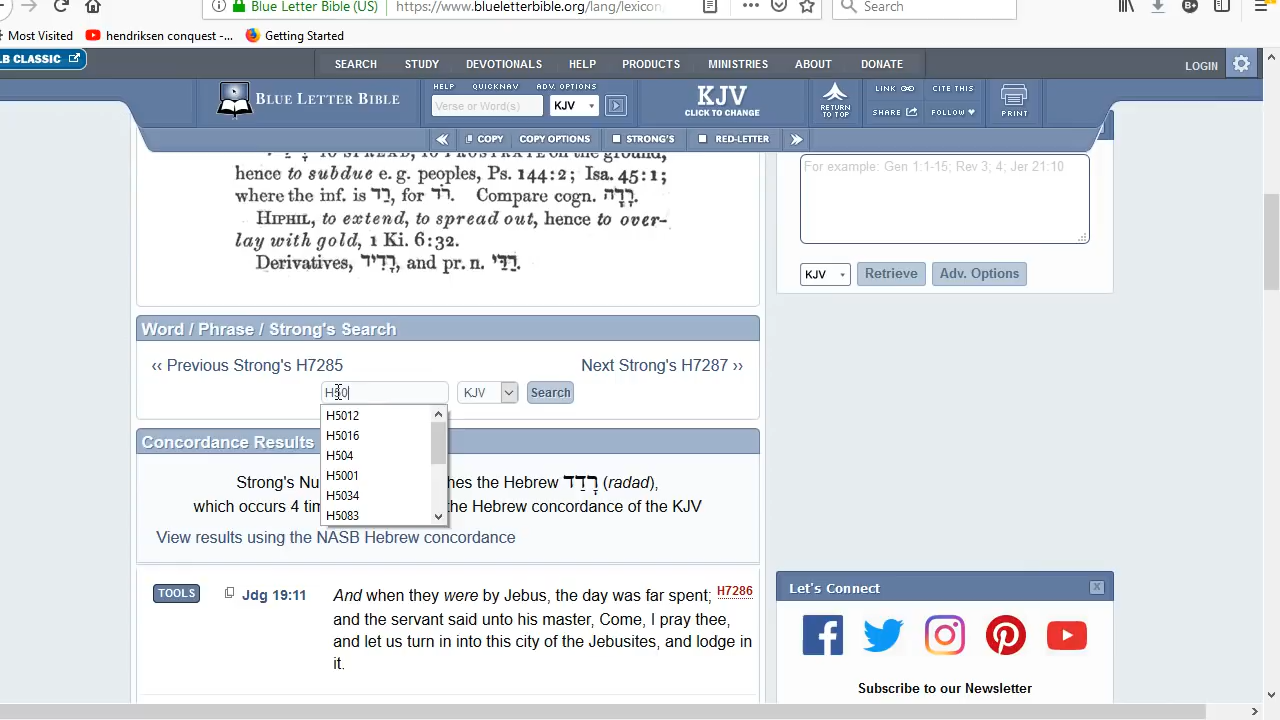 Blue Letter Bible (US)
https://www.blueletterbible.org/lang/lexicon
Search
Most Visited
hendriksen conquest -...
Getting Started
LB CLASSIC
SEARCH STUDY DEVOTIONALS HELP PRODUCTS MINISTRIES ABOUT DONATE
LOGIN
BLUE LETTER BIBLE
HELP QUICKNAV ADV. OPTIONS
Verse or Word(s)
KJV
KJV
CLICK TO CHANGE
RETURN TO TOP
LINK
CITE THIS
SHARE
FOLLOW
PRINT
COPY COPY OPTIONS STRONG'S RED-LETTER
TO SPREAD, TO PROSTRATE on the ground,
hence to subdue e. g. peoples, Ps. 144:2; Isa. 45:1;
where the inf. is רַד, for רֹד. Compare cogn. רָדָה.
HIPHIL, to extend, to spread out, hence to over-
lay with gold, 1 Ki. 6:32.
Derivatives, רָדִיד, and pr. n. רַדַּי.
For example: Gen 1:1-15; Rev 3; 4; Jer 21:10
KJV
Retrieve
Adv. Options
Word / Phrase / Strong's Search
‹‹ Previous Strong's H7285
Next Strong's H7287 ››
H50
KJV
Search
H5012
H5016
H504
H5001
H5034
H5083
Concordance Results
Strong's Nu hes the Hebrew רָדַד (radad),
which occurs 4 tim the Hebrew concordance of the KJV
View results using the NASB Hebrew concordance
TOOLS
Jdg 19:11
And when they were by Jebus, the day was far spent; H7286
and the servant said unto his master, Come, I pray thee,
and let us turn in into this city of the Jebusites, and lodge in
it.
Let's Connect
Subscribe to our Newsletter